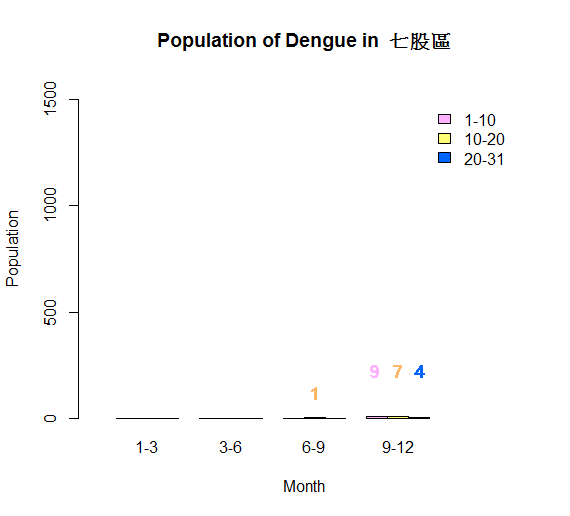 Population of Dengue in 七股區
1500
1000
500
0
Population
1-10
10-20
20-31
1
9 7 4
1-3 3-6 6-9 9-12
Month